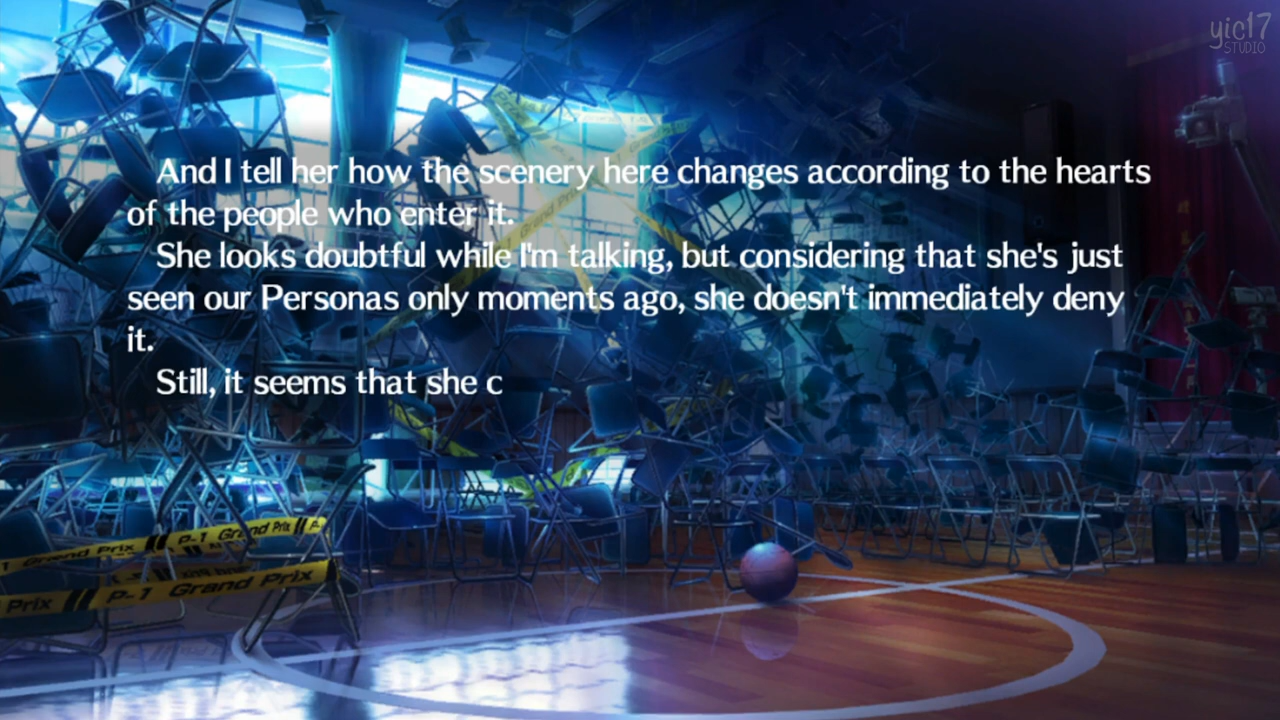 yic17
STUDIO
And I tell her how the scenery here changes according to the hearts
of the people who enter it.
She looks doubtful while I'm talking, but considering that she's just
seen our Personas only moments ago, she doesn't immediately deny
it.
Still, it seems that she c
Grand Prix
Grand Prix P-1 Grand Prix P-
Prix P-1 Grand Prix